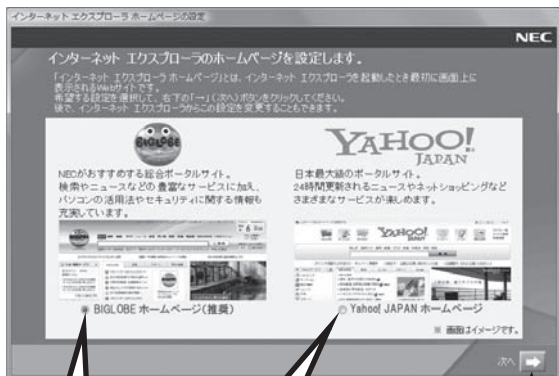 インターネット エクスプローラ ホームページの設定
NEC
インターネット エクスプローラのホームページを設定します。
「インターネット エクスプローラ ホームページ」とは、インターネット エクスプローラを起動したとき最初に画面上に
表示されるWebサイトです。
希望する設定を選択して、右下の「→」(次へ)ボタンをクリックしてください。
後で、インターネット エクスプローラからこの設定を変更することもできます。
BIGLOBE
NECがおすすめする総合ポータルサイト。
検索やニュースなどの豊富なサービスに加え、
パソコンの活用法やセキュリティに関する情報も
充実しています。
BIGLOBE ホームページ(推奨)
YAHOO!
JAPAN
日本最大級のポータルサイト。
24時間更新されるニュースやネットショッピングなど
さまざまなサービスが楽しめます。
YAHOO!
Yahoo! JAPAN ホームページ
※ 画面はイメージです。
次へ